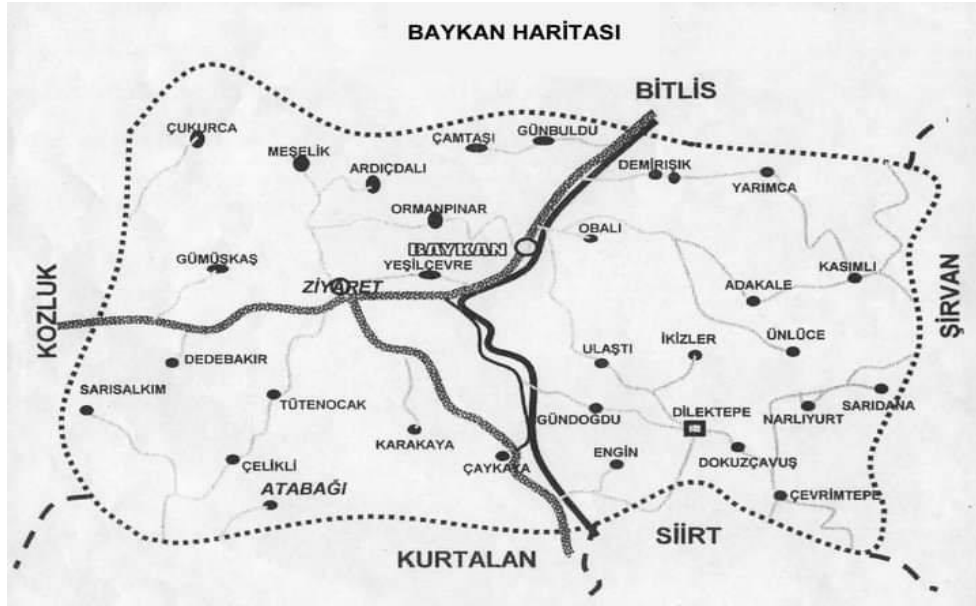 BAYKAN HARİTASI
BİTLİS
ÇUKURCA
MEŞELİK
ARDIÇDALI
ÇAMTAŞI
GÜNBULDU
DEMİRIŞIK
YARIMCA
ORMANPINAR
BAYKAN
OBALI
GÜMÜŞKAŞ
ZİYARET
YEŞİLÇEVRE
KASIMLI
ADAKALE
KOZLUK
ŞİRVAN
DEDEBAKIR
ULAŞTI
İKİZLER
ÜNLÜCE
SARISALKIM
TÜTENOCAK
KARAKAYA
GÜNDOĞDU
DİLEKTEPE
NARLIYURT
SARIDANA
ÇELİKLİ
ATABAĞI
ÇAYKAYA
ENGİN
DOKUZÇAVUŞ
ÇEVRİMTEPE
KURTALAN
SİİRT